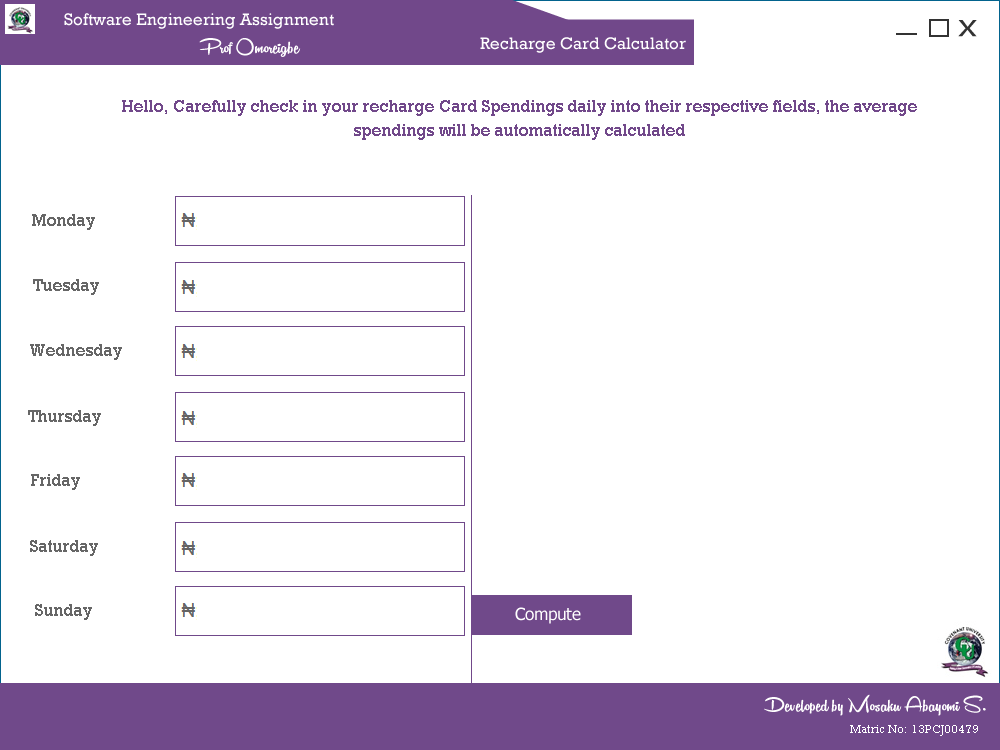 Software Engineering Assignment
Prof Omoreigbe
Recharge Card Calculator
Hello, Carefully check in your recharge Card Spendings daily into their respective fields, the average
spendings will be automatically calculated
Monday ₦
Tuesday ₦
Wednesday ₦
Thursday ₦
Friday ₦
Saturday ₦
Sunday ₦
Compute
COVENANT UNIVERSITY
Developed by Mosaku Abayomi S.
Matric No: 13PCJ00479